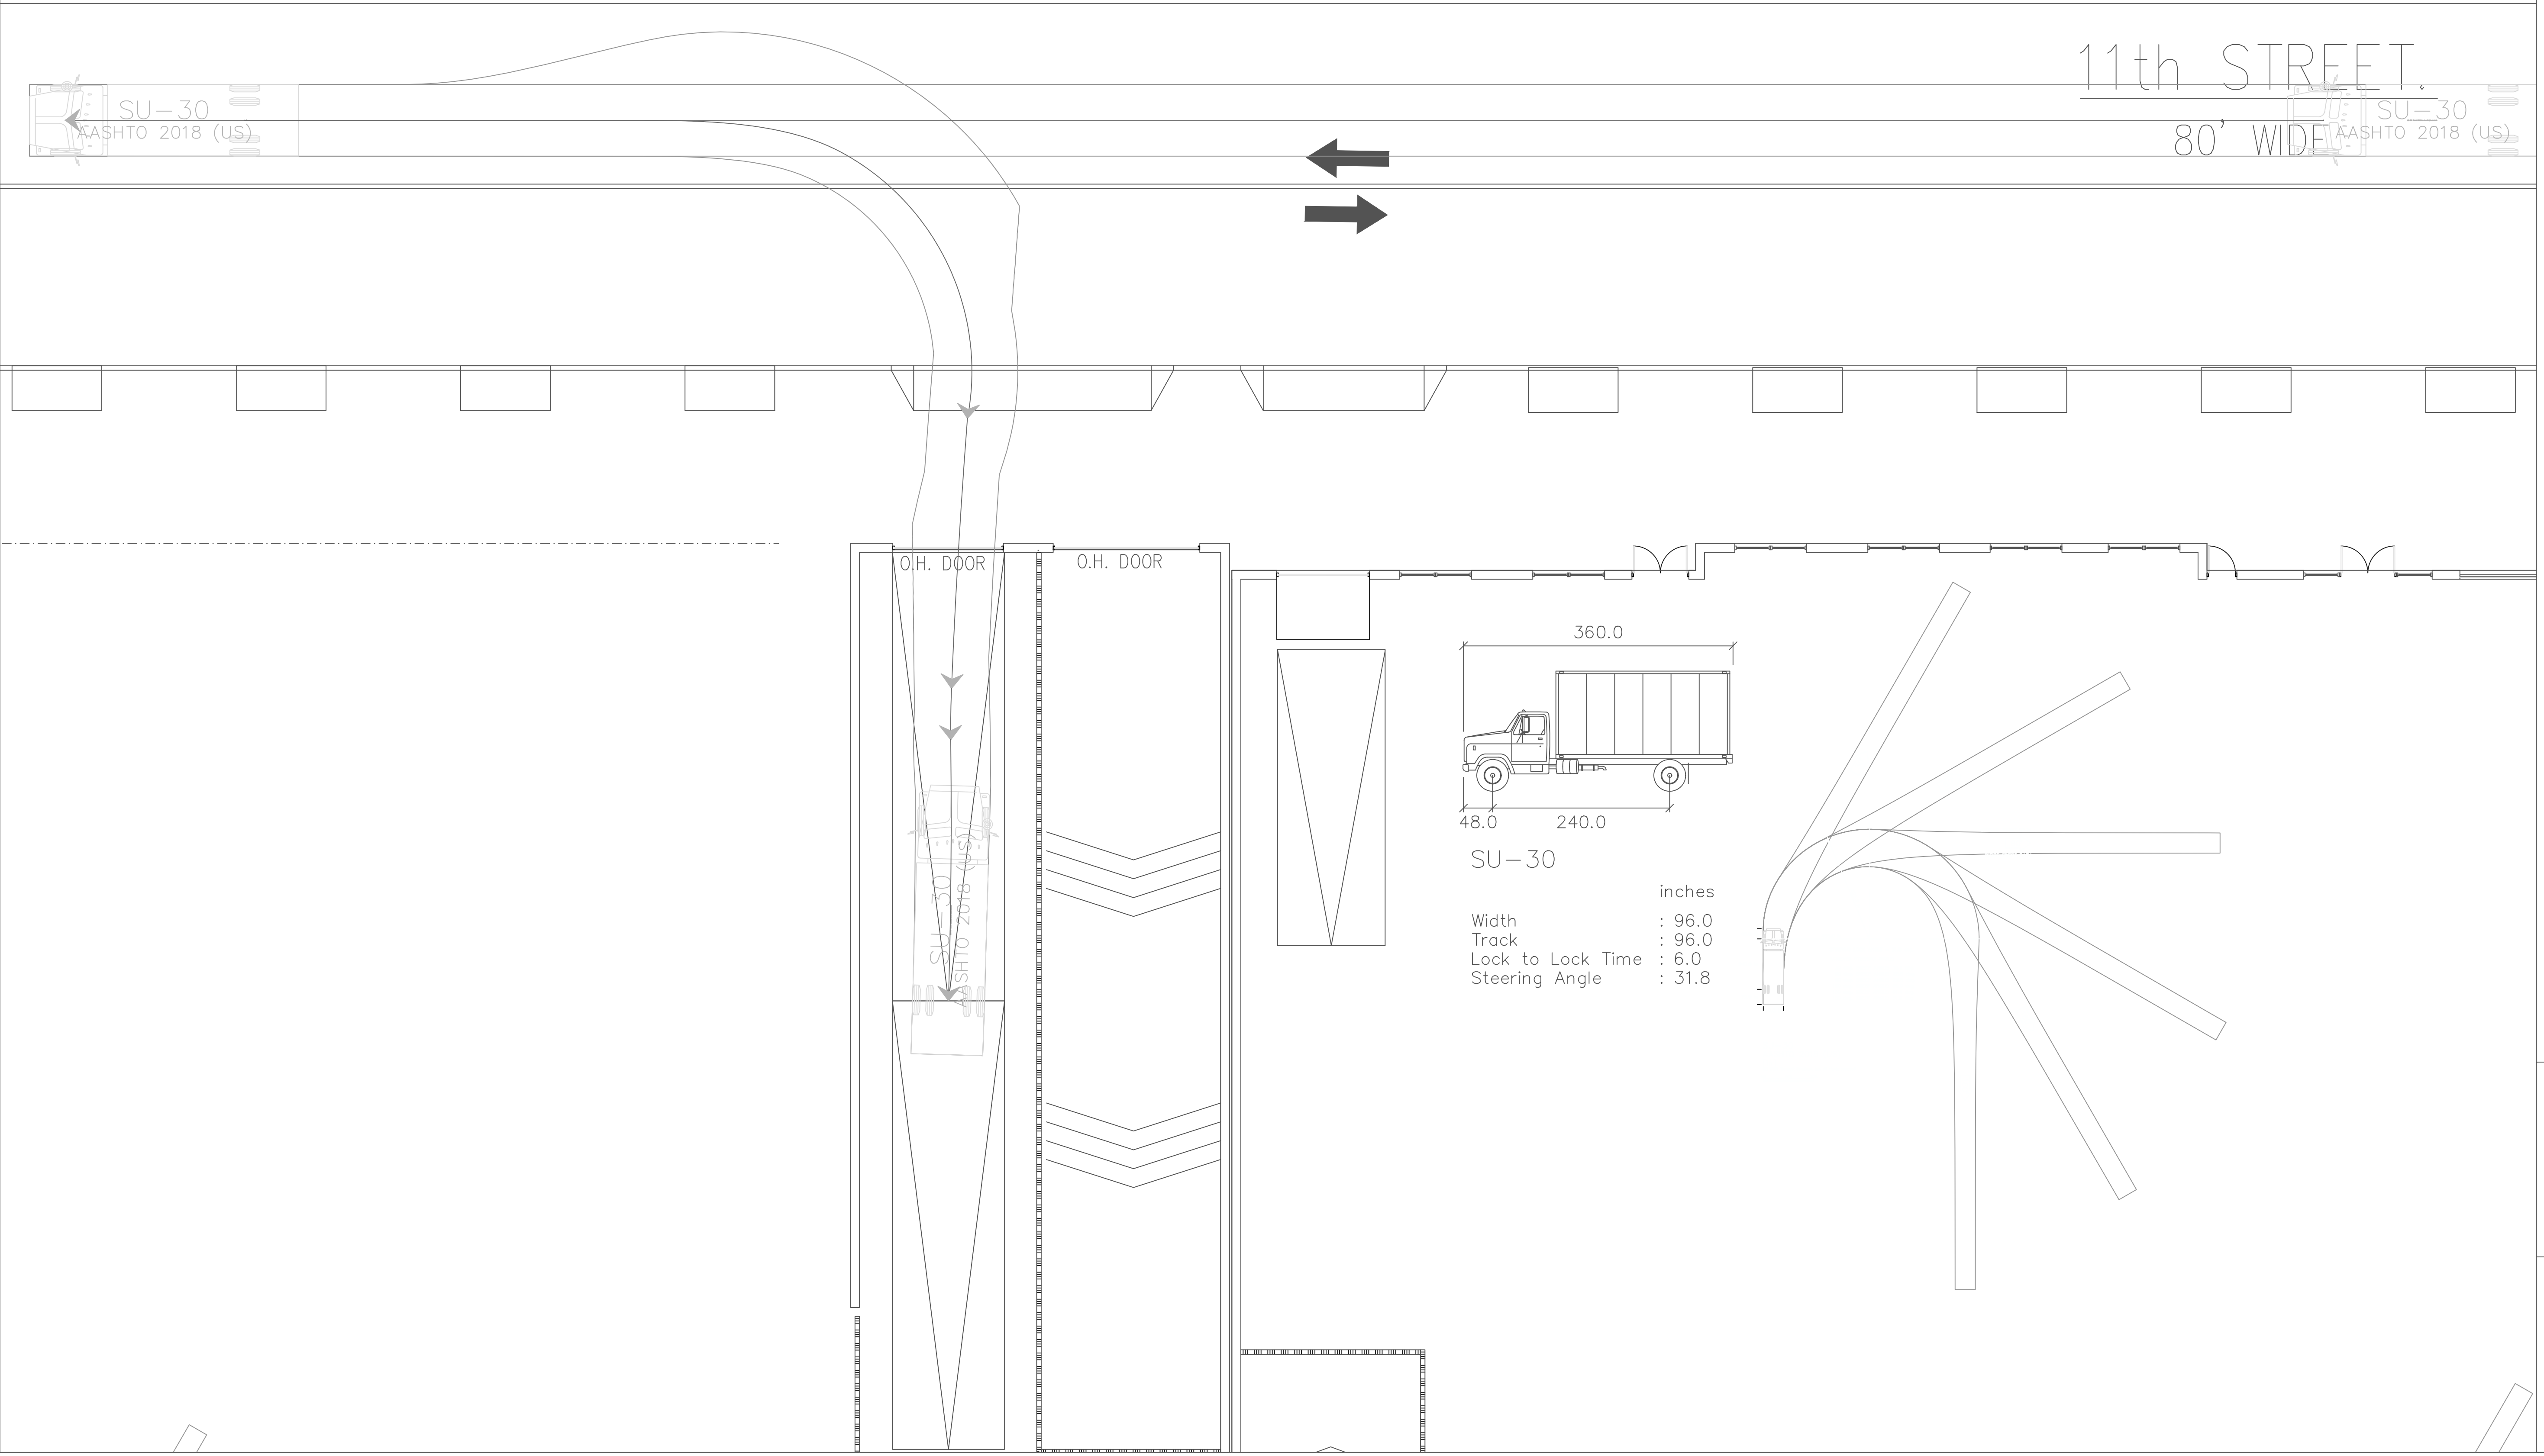 11th STREET.
80' WIDE
SU-30
AASHTO 2018 (US)
SU-30
AASHTO 2018 (US)
O.H. DOOR
O.H. DOOR
SU-30
AASHTO 2018 (US)
360.0
48.0
240.0
SU-30
inches
Width : 96.0
Track : 96.0
Lock to Lock Time : 6.0
Steering Angle : 31.8